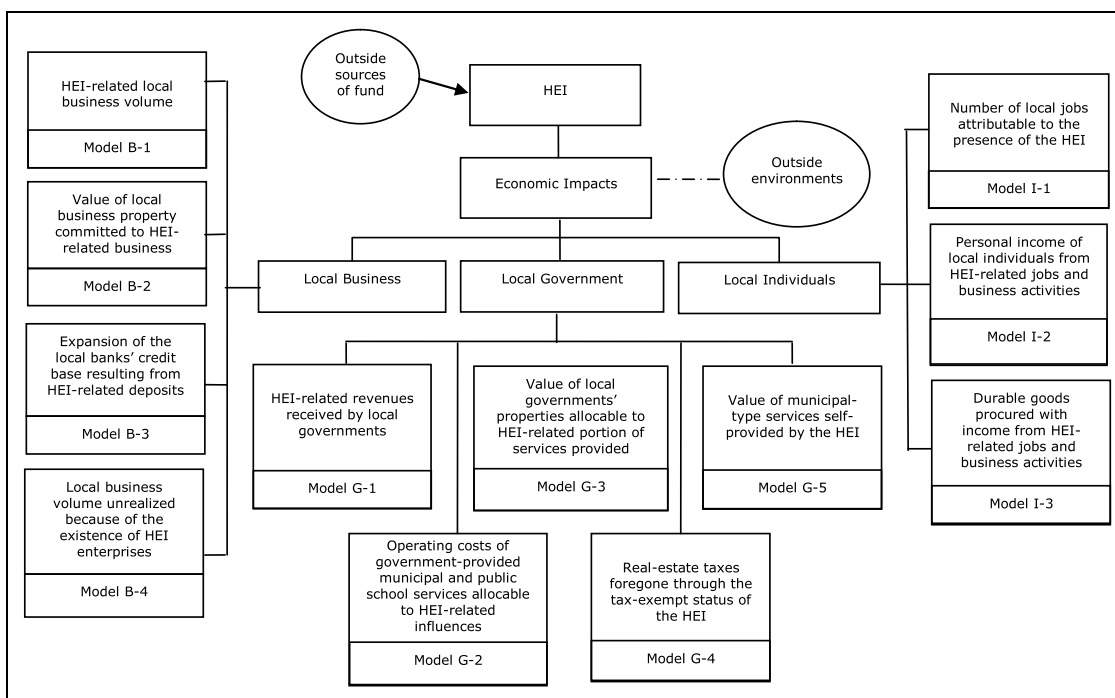 Outside
sources
of fund
HEI
Economic Impacts
Outside
environments
Local Business
Local Government
Local Individuals
HEI-related local
business volume
Model B-1
Value of local
business property
committed to HEI-
related business
Model B-2
Expansion of the
local banks’ credit
base resulting from
HEI-related deposits
Model B-3
Local business
volume unrealized
because of the
existence of HEI
enterprises
Model B-4
HEI-related revenues
received by local
governments
Model G-1
Operating costs of
government-provided
municipal and public
school services allocable
to HEI-related
influences
Model G-2
Value of local
governments’
properties allocable to
HEI-related portion of
services provided
Model G-3
Real-estate taxes
foregone through the
tax-exempt status of
the HEI
Model G-4
Value of municipal-
type services self-
provided by the HEI
Model G-5
Number of local jobs
attributable to the
presence of the HEI
Model I-1
Personal income of
local individuals from
HEI-related jobs and
business activities
Model I-2
Durable goods
procured with
income from HEI-
related jobs and
business activities
Model I-3